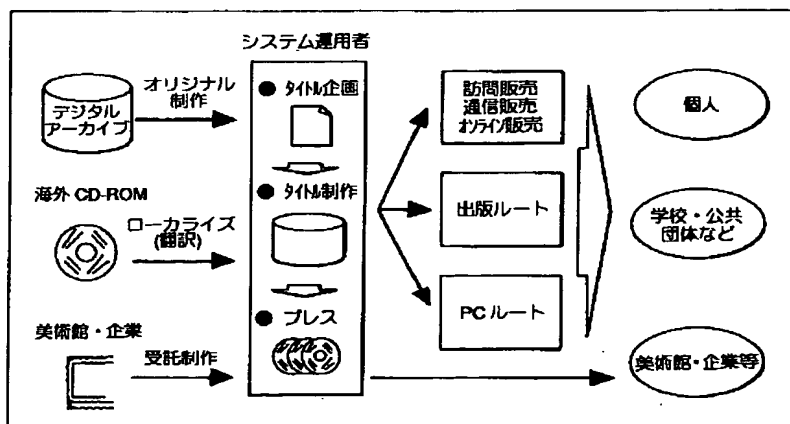 システム運用者
デジタル
アーカイブ
オリジナル
制作
● タイトル企画
海外 CD-ROM
ローカライズ
(翻訳)
● タイトル制作
美術館・企業
受託制作
● プレス
訪問販売
通信販売
オンライン販売
出版ルート
PCルート
個人
学校・公共
団体など
美術館・企業等